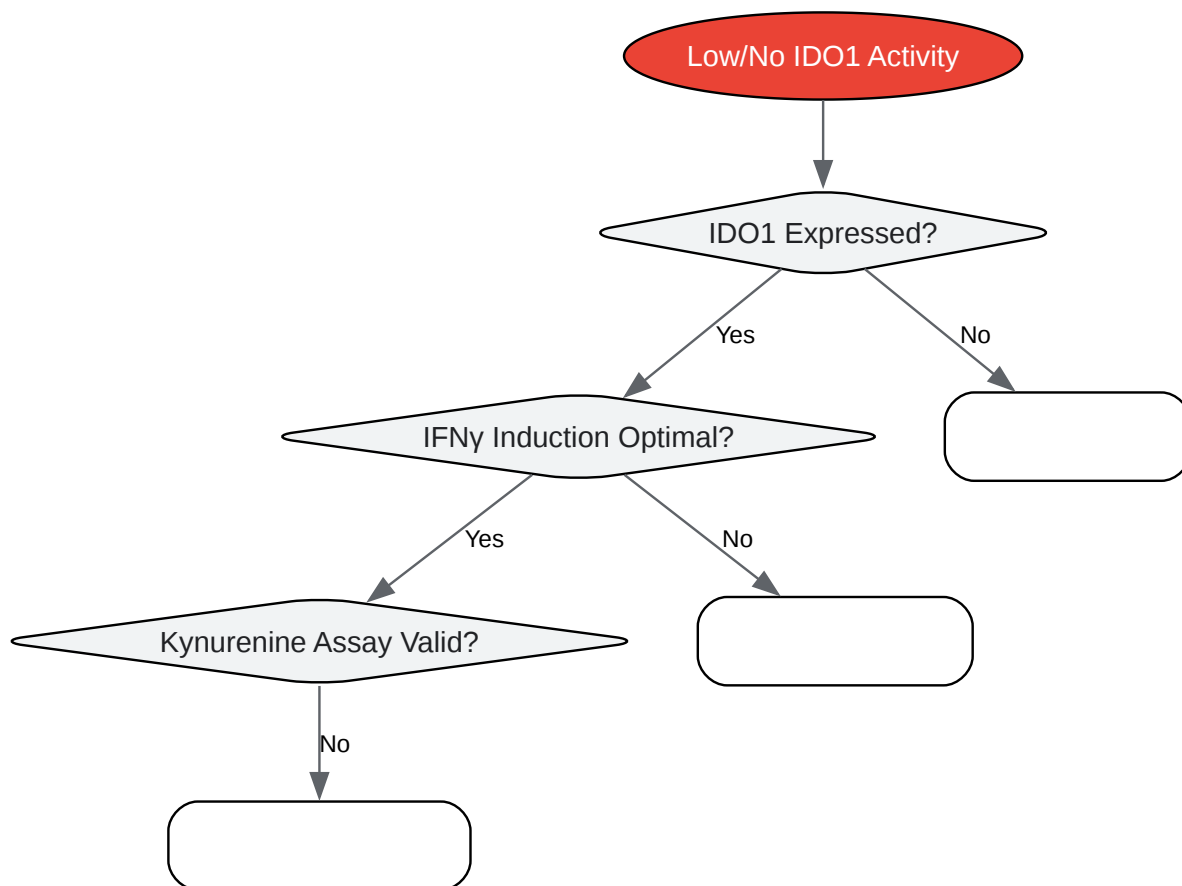 Low/No IDO1 Activity
IDO1 Expressed?
Yes
No
IFNγ Induction Optimal?
Yes
No
Kynurenine Assay Valid?
No